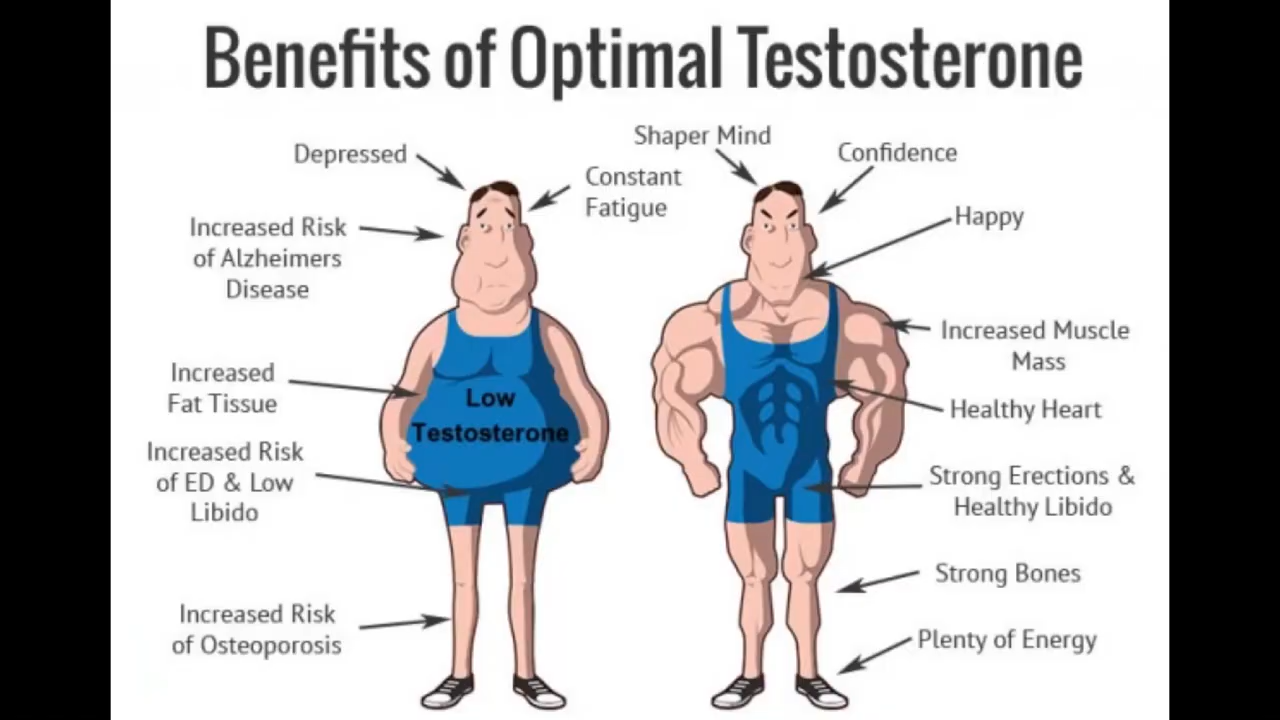 Benefits of Optimal Testosterone
Depressed
Constant
Fatigue
Increased Risk
of Alzheimers
Disease
Increased
Fat Tissue
Low
Testosterone
Increased Risk
of ED & Low
Libido
Increased Risk
of Osteoporosis
Shaper Mind
Confidence
Happy
Increased Muscle
Mass
Healthy Heart
Strong Erections &
Healthy Libido
Strong Bones
Plenty of Energy